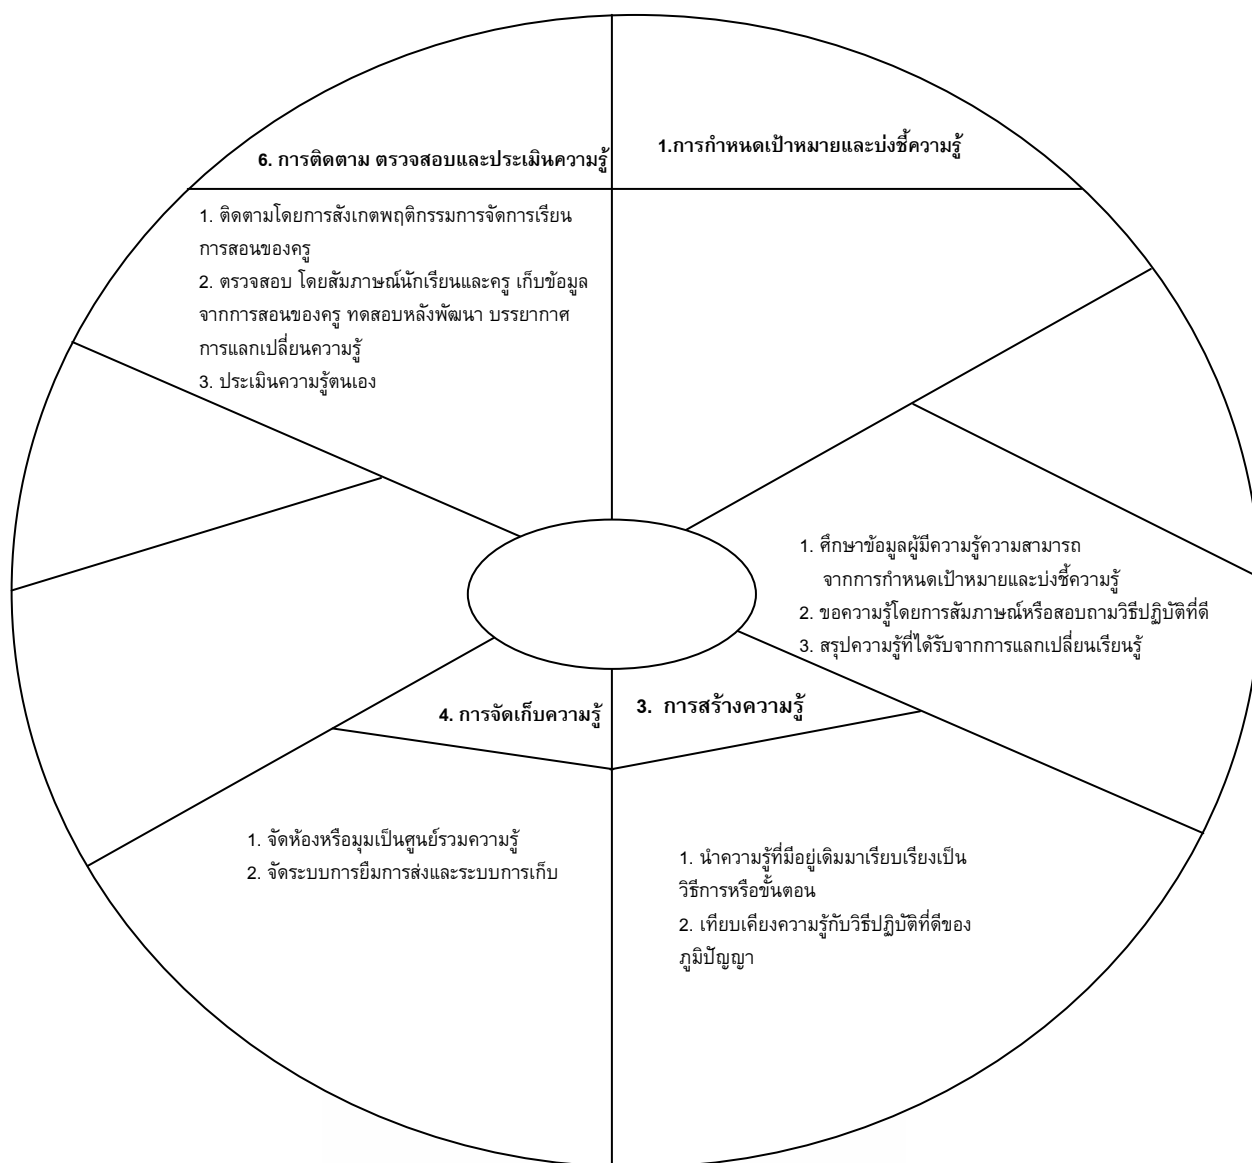 6. การติดตาม ตรวจสอบและประเมินความรู้
1. ติดตามโดยการสังเกตพฤติกรรมการจัดการเรียน
การสอนของครู
2. ตรวจสอบ โดยสัมภาษณ์นักเรียนและครู เก็บข้อมูล
จากการสอนของครู ทดสอบหลังพัฒนา บรรยากาศ
การแลกเปลี่ยนความรู้
3. ประเมินความรู้ตนเอง
1.การกำหนดเป้าหมายและบ่งชี้ความรู้
1. ศึกษาข้อมูลผู้มีความรู้ความสามารถ
จากการกำหนดเป้าหมายและบ่งชี้ความรู้
2. ขอความรู้โดยการสัมภาษณ์หรือสอบถามวิธีปฏิบัติที่ดี
3. สรุปความรู้ที่ได้รับจากการแลกเปลี่ยนเรียนรู้
4. การจัดเก็บความรู้
1. จัดห้องหรือมุมเป็นศูนย์รวมความรู้
2. จัดระบบการยืมการส่งและระบบการเก็บ
3. การสร้างความรู้
1. นำความรู้ที่มีอยู่เดิมมาเรียบเรียงเป็น
วิธีการหรือขั้นตอน
2. เทียบเคียงความรู้กับวิธีปฏิบัติที่ดีของ
ภูมิปัญญา